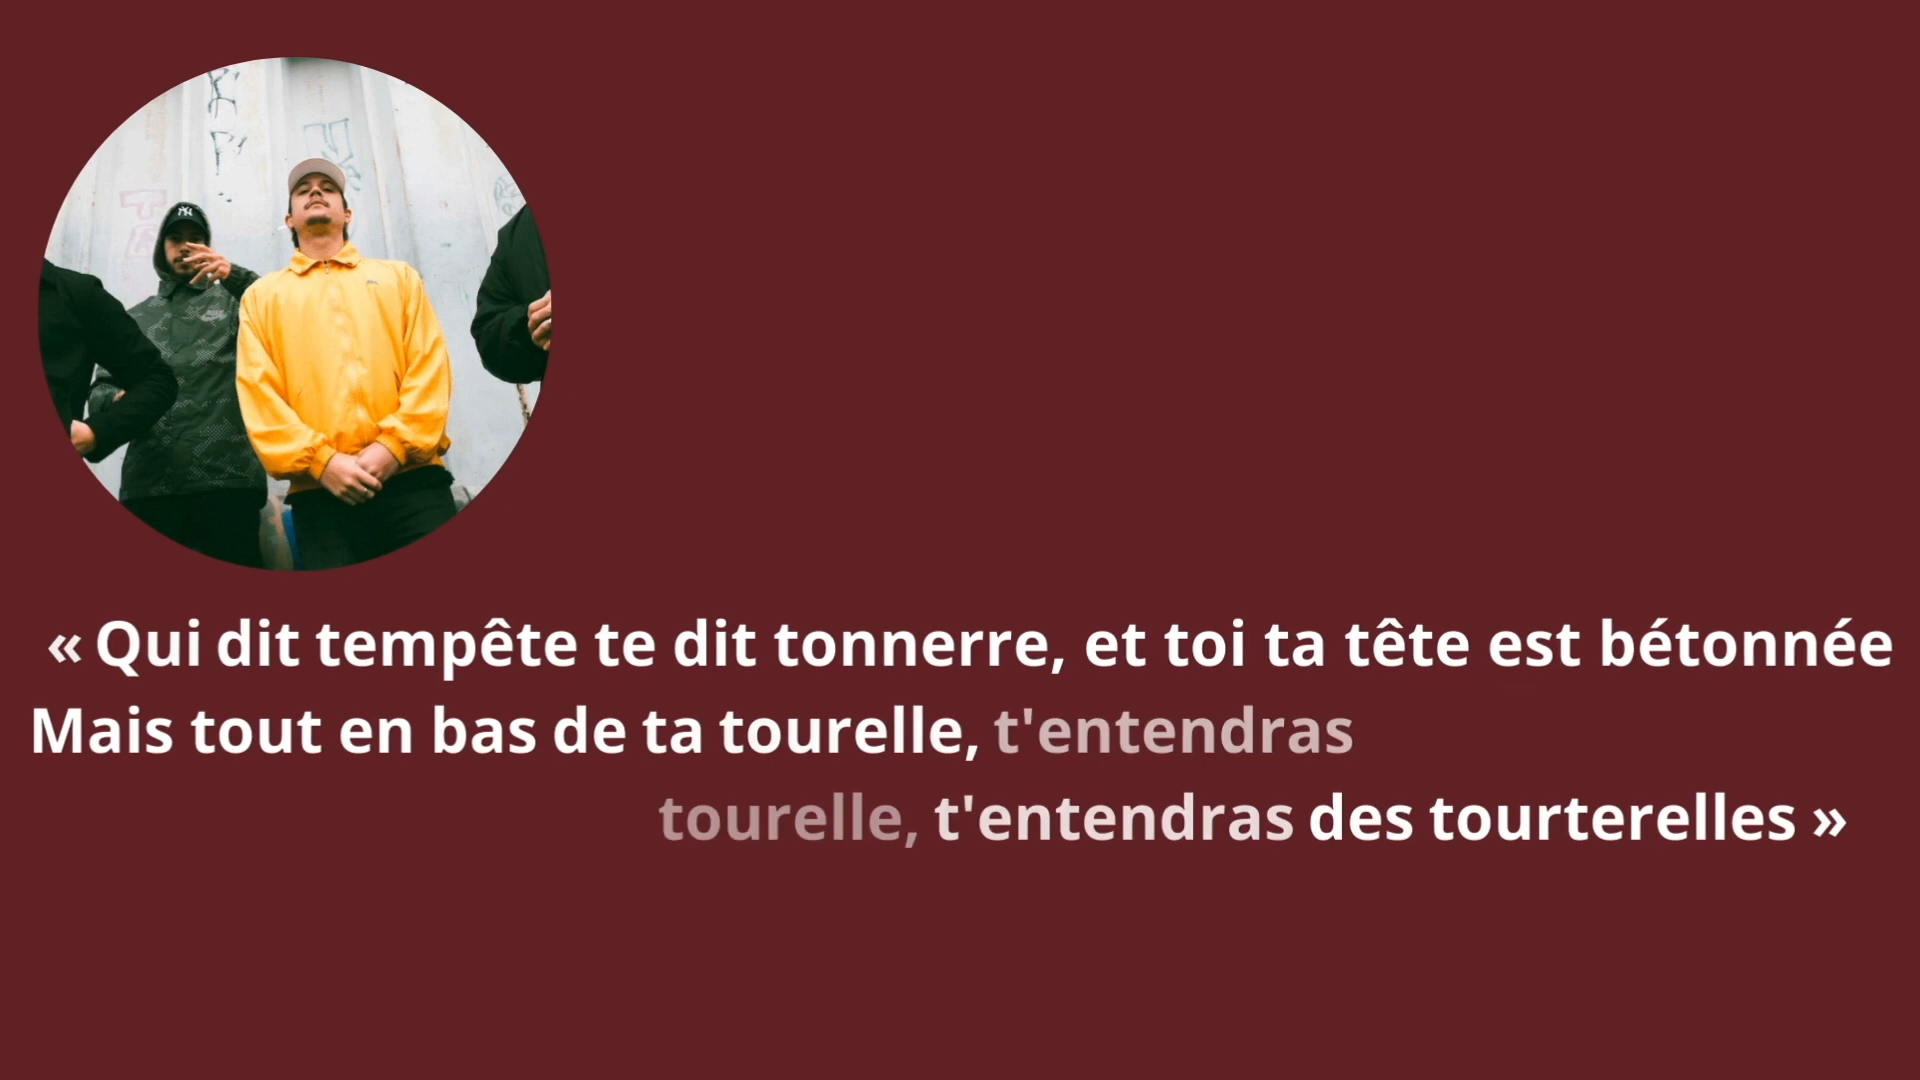 « Qui dit tempête te dit tonnerre, et toi ta tête est bétonnée
Mais tout en bas de ta tourelle, t'entendras
tourelle, t'entendras des tourterelles »